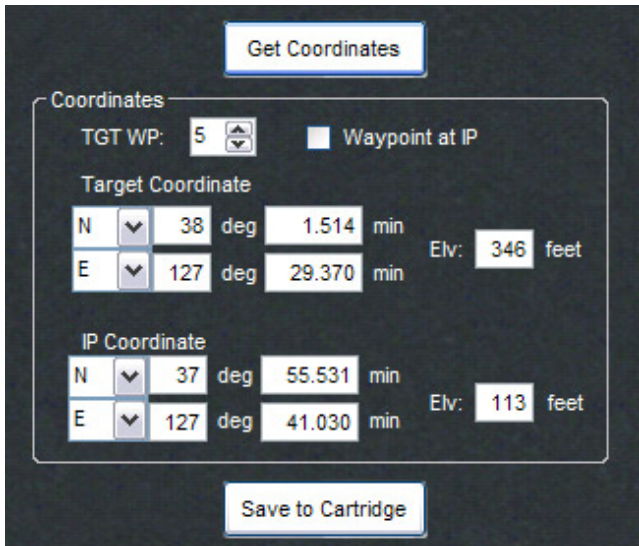 Get Coordinates
Coordinates
TGT WP: 5 Waypoint at IP
Target Coordinate
N 38 deg 1.514 min
E 127 deg 29.370 min
Elv: 346 feet
IP Coordinate
N 37 deg 55.531 min
E 127 deg 41.030 min
Elv: 113 feet
Save to Cartridge